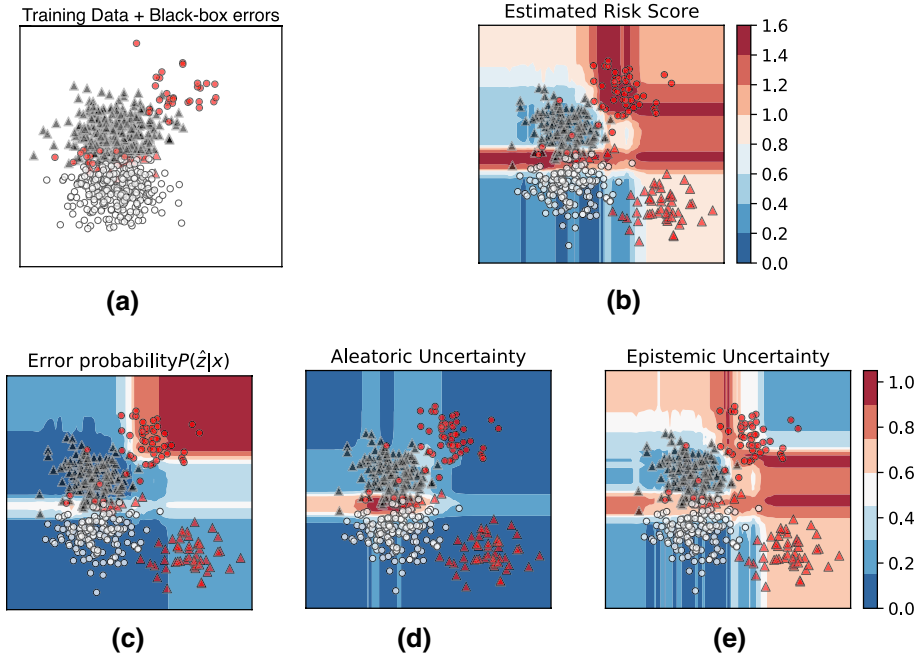 Training Data + Black-box errors
(a)
Estimated Risk Score
1.6
1.4
1.2
1.0
0.8
0.6
0.4
0.2
0.0
(b)
Error probabilityP(ẑ|x)
(c)
Aleatoric Uncertainty
(d)
Epistemic Uncertainty
1.0
0.8
0.6
0.4
0.2
0.0
(e)